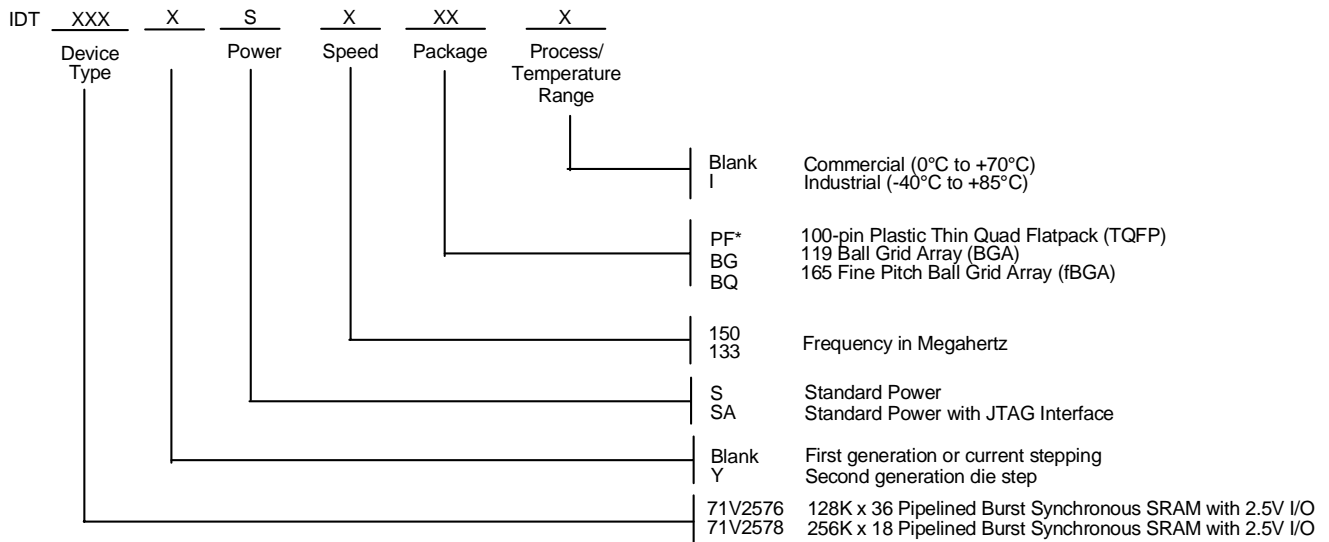 IDT XXX X S X XX X
Device Type Power Speed Package Process/ Temperature Range
Blank Commercial (0°C to +70°C)
I Industrial (-40°C to +85°C)
PF* 100-pin Plastic Thin Quad Flatpack (TQFP)
BG 119 Ball Grid Array (BGA)
BQ 165 Fine Pitch Ball Grid Array (fBGA)
150
133 Frequency in Megahertz
S Standard Power
SA Standard Power with JTAG Interface
Blank First generation or current stepping
Y Second generation die step
71V2576 128K x 36 Pipelined Burst Synchronous SRAM with 2.5V I/O
71V2578 256K x 18 Pipelined Burst Synchronous SRAM with 2.5V I/O